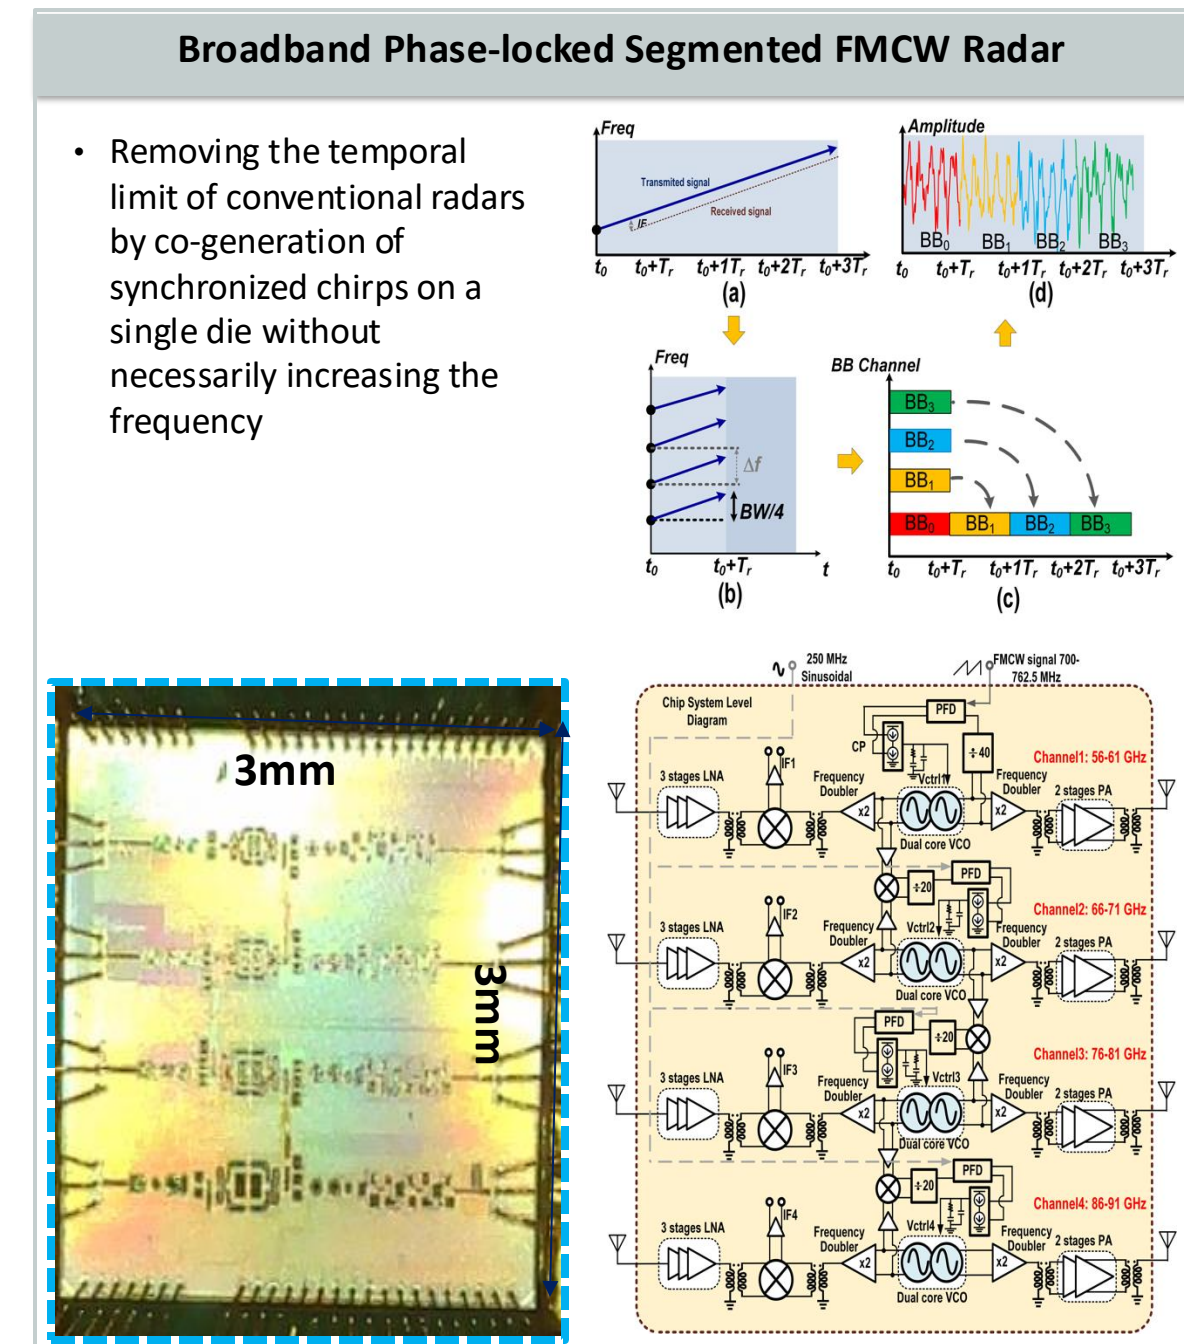 Broadband Phase-locked Segmented FMCW Radar
• Removing the temporal
limit of conventional radars
by co-generation of
synchronized chirps on a
single die without
necessarily increasing the
frequency
Freq
Transmited signal
Received signal
IF
t₀ t₀+Tᵣ t₀+1Tᵣ t₀+2Tᵣ t₀+3Tᵣ
(a)
Amplitude
BB₀ BB₁ BB₂ BB₃
t₀ t₀+Tᵣ t₀+1Tᵣ t₀+2Tᵣ t₀+3Tᵣ
(d)
Freq
Δf
BW/4
t₀ t₀+Tᵣ t
(b)
BB Channel
BB₃
BB₂
BB₁
BB₀ BB₁ BB₂ BB₃
t₀ t₀+Tᵣ t₀+1Tᵣ t₀+2Tᵣ t₀+3Tᵣ
(c)
3mm
3mm
250 MHz
Sinusoidal
FMCW signal 700-
762.5 MHz
Chip System Level
Diagram
PFD
CP
÷40
Channel1: 56-61 GHz
3 stages LNA
IF1
Frequency
Doubler
x2
Vctrl1
Dual core VCO
Frequency
Doubler
x2
2 stages PA
÷20
PFD
Channel2: 66-71 GHz
3 stages LNA
IF2
Frequency
Doubler
x2
Vctrl2
Dual core VCO
Frequency
Doubler
x2
2 stages PA
PFD
÷20
Channel3: 76-81 GHz
3 stages LNA
IF3
Frequency
Doubler
x2
Vctrl3
Dual core VCO
Frequency
Doubler
x2
2 stages PA
÷20
PFD
Channel4: 86-91 GHz
3 stages LNA
IF4
Frequency
Doubler
x2
Vctrl4
Dual core VCO
Frequency
Doubler
x2
2 stages PA